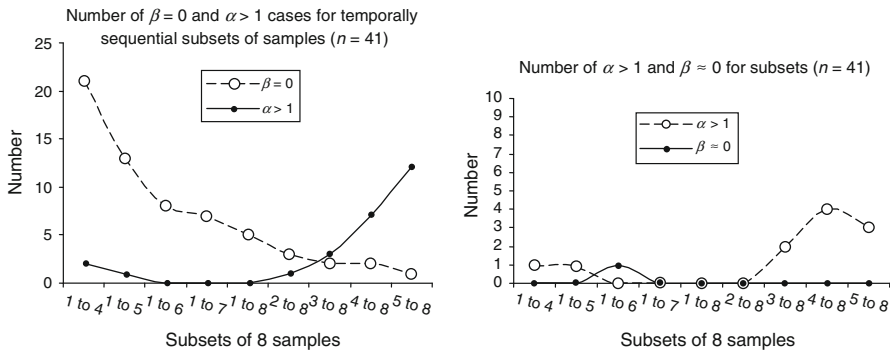 Number of β = 0 and α > 1 cases for temporally
sequential subsets of samples (n = 41)
25
20
15
10
5
0
Number
β = 0
α > 1
1 to 4
1 to 5
1 to 6
1 to 7
1 to 8
2 to 8
3 to 8
4 to 8
5 to 8
Subsets of 8 samples
Number of α > 1 and β ≈ 0 for subsets (n = 41)
10
9
8
7
6
5
4
3
2
1
0
Number
α > 1
β ≈ 0
1 to 4
1 to 5
1 to 6
1 to 7
1 to 8
2 to 8
3 to 8
4 to 8
5 to 8
Subsets of 8 samples